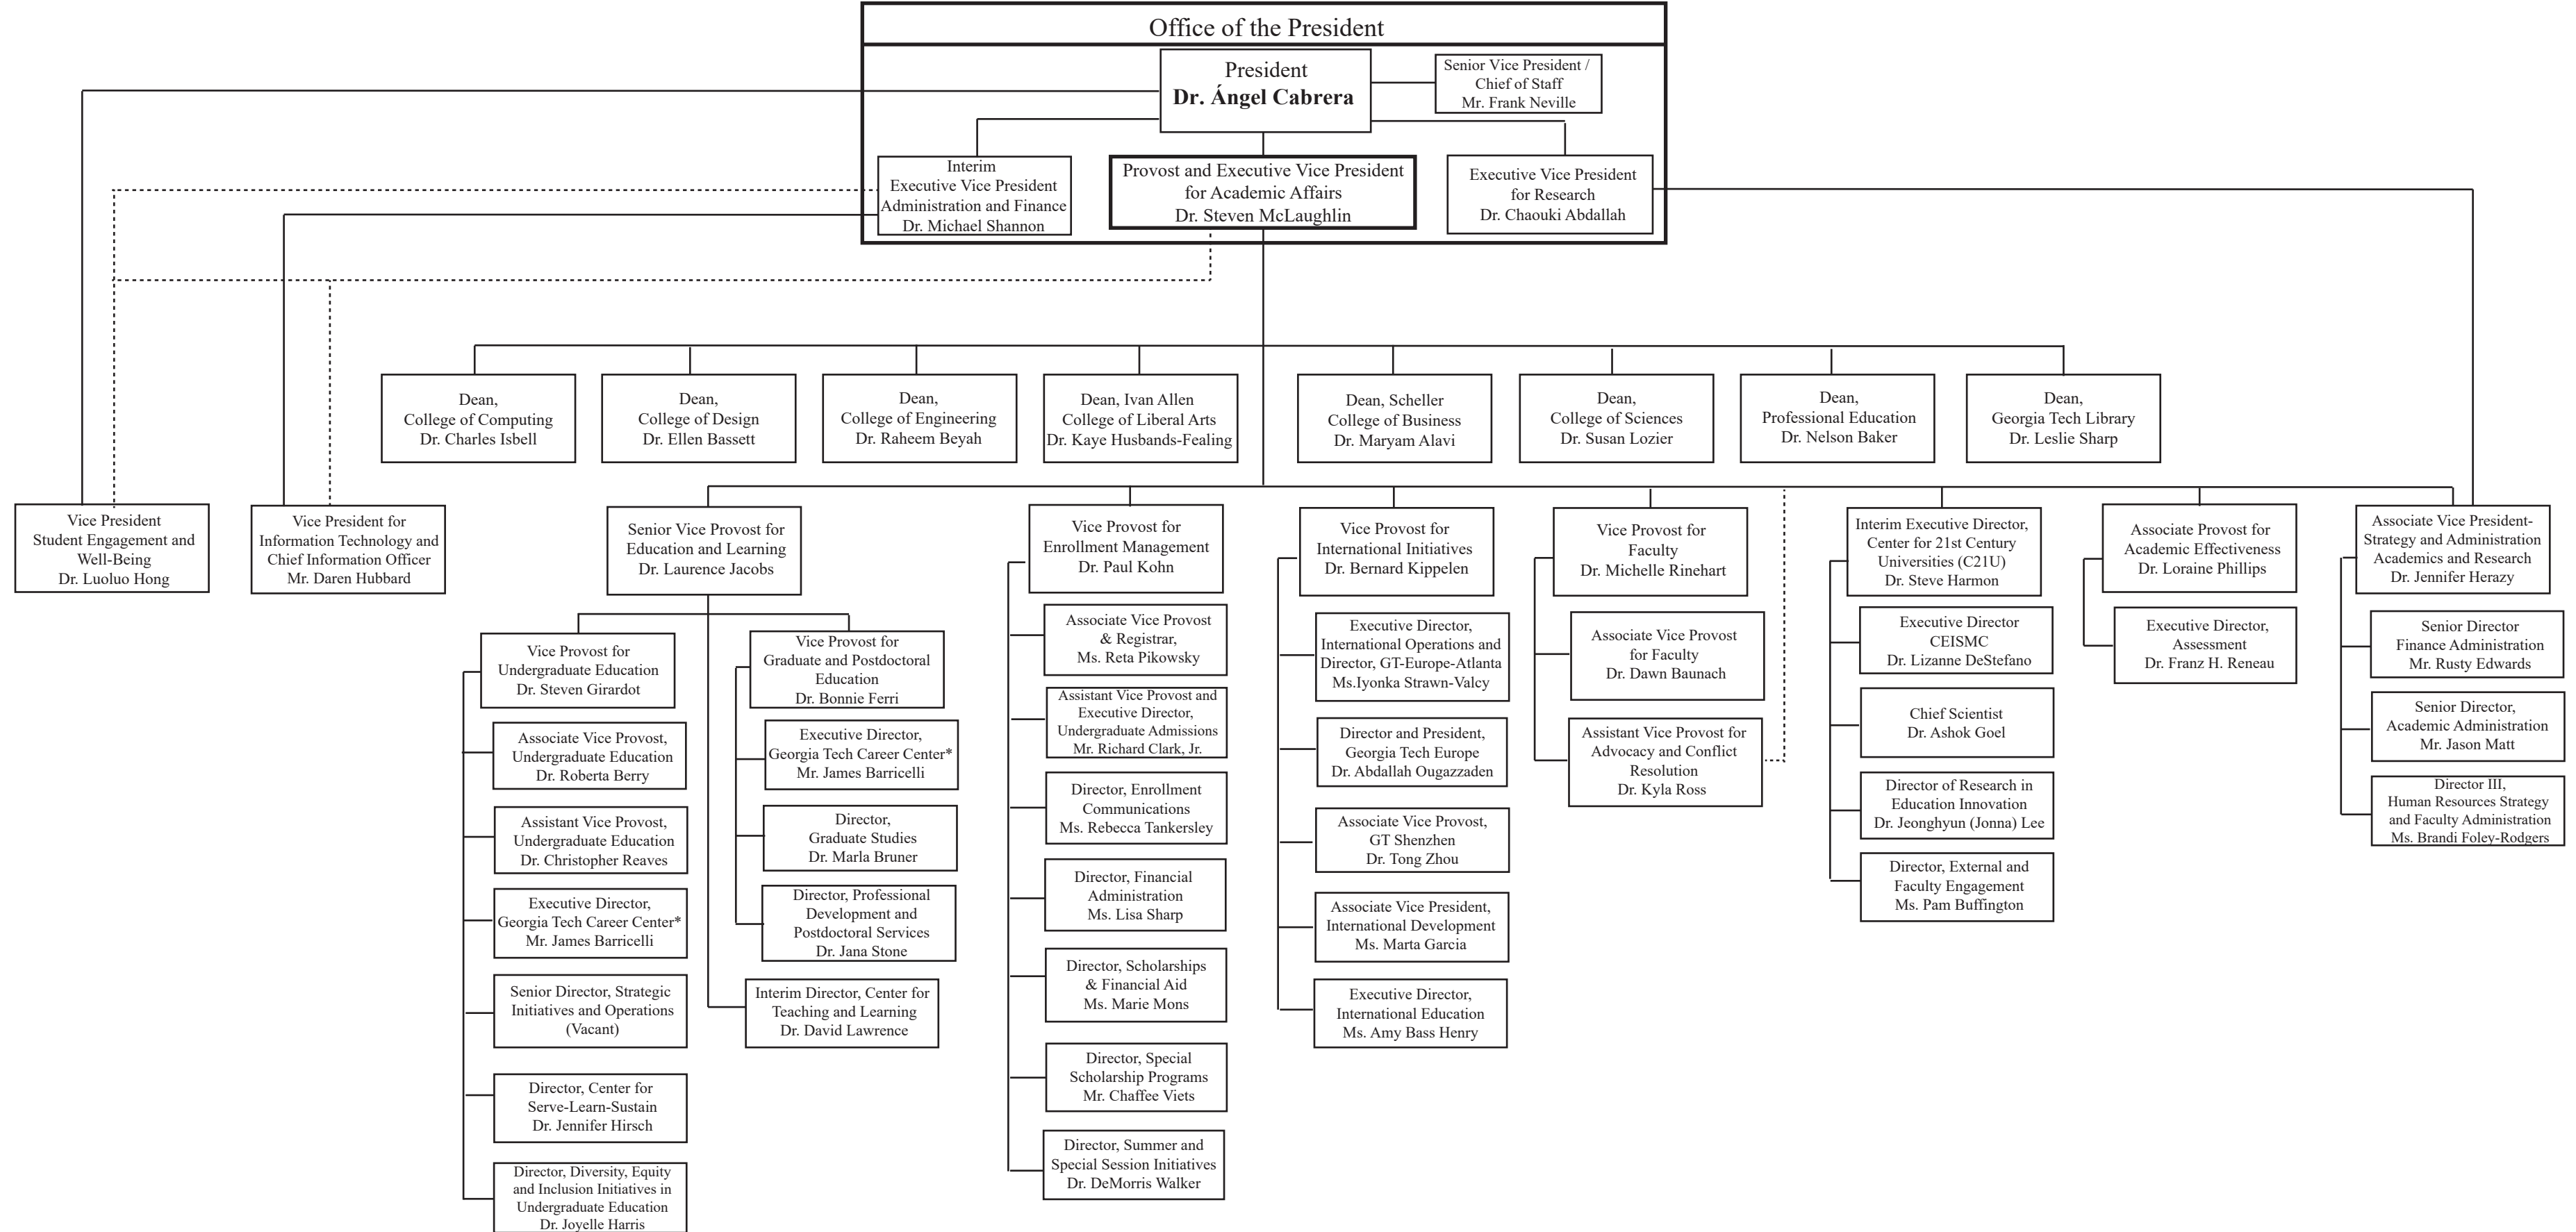 Office of the President
President
Dr. Ángel Cabrera
Senior Vice President /
Chief of Staff
Mr. Frank Neville
Interim
Executive Vice President
Administration and Finance
Dr. Michael Shannon
Provost and Executive Vice President
for Academic Affairs
Dr. Steven McLaughlin
Executive Vice President
for Research
Dr. Chaouki Abdallah
Dean,
College of Computing
Dr. Charles Isbell
Dean,
College of Design
Dr. Ellen Bassett
Dean,
College of Engineering
Dr. Raheem Beyah
Dean, Ivan Allen
College of Liberal Arts
Dr. Kaye Husbands-Fealing
Dean, Scheller
College of Business
Dr. Maryam Alavi
Dean,
College of Sciences
Dr. Susan Lozier
Dean,
Professional Education
Dr. Nelson Baker
Dean,
Georgia Tech Library
Dr. Leslie Sharp
Vice President
Student Engagement and
Well-Being
Dr. Luoluo Hong
Vice President for
Information Technology and
Chief Information Officer
Mr. Daren Hubbard
Senior Vice Provost for
Education and Learning
Dr. Laurence Jacobs
Vice Provost for
Undergraduate Education
Dr. Steven Girardot
Associate Vice Provost,
Undergraduate Education
Dr. Roberta Berry
Assistant Vice Provost,
Undergraduate Education
Dr. Christopher Reaves
Executive Director,
Georgia Tech Career Center*
Mr. James Barricelli
Senior Director, Strategic
Initiatives and Operations
(Vacant)
Director, Center for
Serve-Learn-Sustain
Dr. Jennifer Hirsch
Director, Diversity, Equity
and Inclusion Initiatives in
Undergraduate Education
Dr. Joyelle Harris
Vice Provost for
Graduate and Postdoctoral
Education
Dr. Bonnie Ferri
Executive Director,
Georgia Tech Career Center*
Mr. James Barricelli
Director,
Graduate Studies
Dr. Marla Bruner
Director, Professional
Development and
Postdoctoral Services
Dr. Jana Stone
Interim Director, Center for
Teaching and Learning
Dr. David Lawrence
Vice Provost for
Enrollment Management
Dr. Paul Kohn
Associate Vice Provost
& Registrar,
Ms. Reta Pikowsky
Assistant Vice Provost and
Executive Director,
Undergraduate Admissions
Mr. Richard Clark, Jr.
Director, Enrollment
Communications
Ms. Rebecca Tankersley
Director, Financial
Administration
Ms. Lisa Sharp
Director, Scholarships
& Financial Aid
Ms. Marie Mons
Director, Special
Scholarship Programs
Mr. Chaffee Viets
Director, Summer and
Special Session Initiatives
Dr. DeMorris Walker
Vice Provost for
International Initiatives
Dr. Bernard Kippelen
Executive Director,
International Operations and
Director, GT-Europe-Atlanta
Ms.Iyonka Strawn-Valcy
Director and President,
Georgia Tech Europe
Dr. Abdallah Ougazzaden
Associate Vice Provost,
GT Shenzhen
Dr. Tong Zhou
Associate Vice President,
International Development
Ms. Marta Garcia
Executive Director,
International Education
Ms. Amy Bass Henry
Vice Provost for
Faculty
Dr. Michelle Rinehart
Associate Vice Provost
for Faculty
Dr. Dawn Baunach
Assistant Vice Provost for
Advocacy and Conflict
Resolution
Dr. Kyla Ross
Interim Executive Director,
Center for 21st Century
Universities (C21U)
Dr. Steve Harmon
Executive Director
CEISMC
Dr. Lizanne DeStefano
Chief Scientist
Dr. Ashok Goel
Director of Research in
Education Innovation
Dr. Jeonghyun (Jonna) Lee
Director, External and
Faculty Engagement
Ms. Pam Buffington
Associate Provost for
Academic Effectiveness
Dr. Loraine Phillips
Executive Director,
Assessment
Dr. Franz H. Reneau
Associate Vice President-
Strategy and Administration
Academics and Research
Dr. Jennifer Herazy
Senior Director
Finance Administration
Mr. Rusty Edwards
Senior Director,
Academic Administration
Mr. Jason Matt
Director III,
Human Resources Strategy
and Faculty Administration
Ms. Brandi Foley-Rodgers